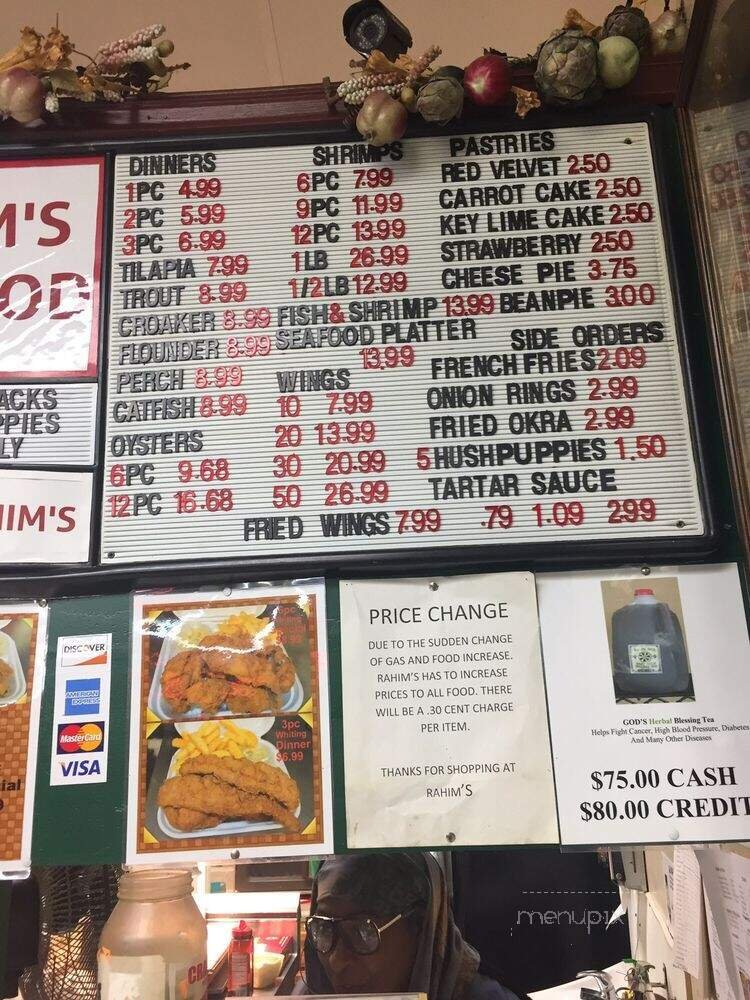 M'S
OD
ACKS
PPIES
LY
HIM'S
DINNERS
1PC 4.99
2PC 5.99
3PC 6.99
TILAPIA 7.99
TROUT 8.99
CROAKER 8.99
FLOUNDER 8.99
PERCH 8.99
CATFISH 8.99
OYSTERS
6PC 9.68
12PC 16.68
SHRIMPS
6PC 7.99
9PC 11.99
12PC 13.99
1LB 26.99
1/2LB 12.99
FISH& SHRIMP 13.99
SEAFOOD PLATTER
13.99
WINGS
10 7.99
20 13.99
30 20.99
50 26.99
FRIED WINGS 7.99
PASTRIES
RED VELVET 2.50
CARROT CAKE 2.50
KEY LIME CAKE 2.50
STRAWBERRY 2.50
CHEESE PIE 3.75
BEANPIE 3.00
SIDE ORDERS
FRENCH FRIES 2.09
ONION RINGS 2.99
FRIED OKRA 2.99
5 HUSHPUPPIES 1.50
TARTAR SAUCE
.79 1.09 2.99
DISCOVER
AMERICAN
EXPRESS
MasterCard
VISA
3pc
Whiting
Dinner
$6.99
PRICE CHANGE
DUE TO THE SUDDEN CHANGE
OF GAS AND FOOD INCREASE.
RAHIM'S HAS TO INCREASE
PRICES TO ALL FOOD. THERE
WILL BE A .30 CENT CHARGE
PER ITEM.
THANKS FOR SHOPPING AT
RAHIM'S
GOD'S Herbal Blessing Tea
Helps Fight Cancer, High Blood Pressure, Diabetes
And Many Other Diseases
$75.00 CASH
$80.00 CREDIT
menupix